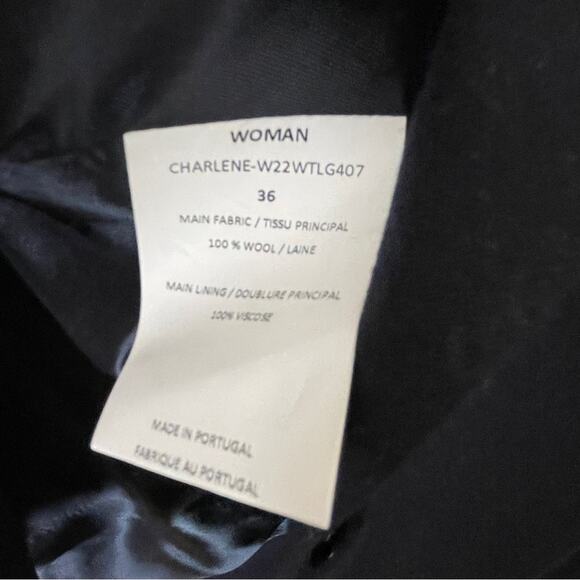 WOMAN
CHARLENE-W22WTLG407
36
MAIN FABRIC / TISSU PRINCIPAL
100 % WOOL / LAINE
MAIN LINING / DOUBLURE PRINCIPAL
100% VISCOSE
MADE IN PORTUGAL
FABRIQUE AU PORTUGAL